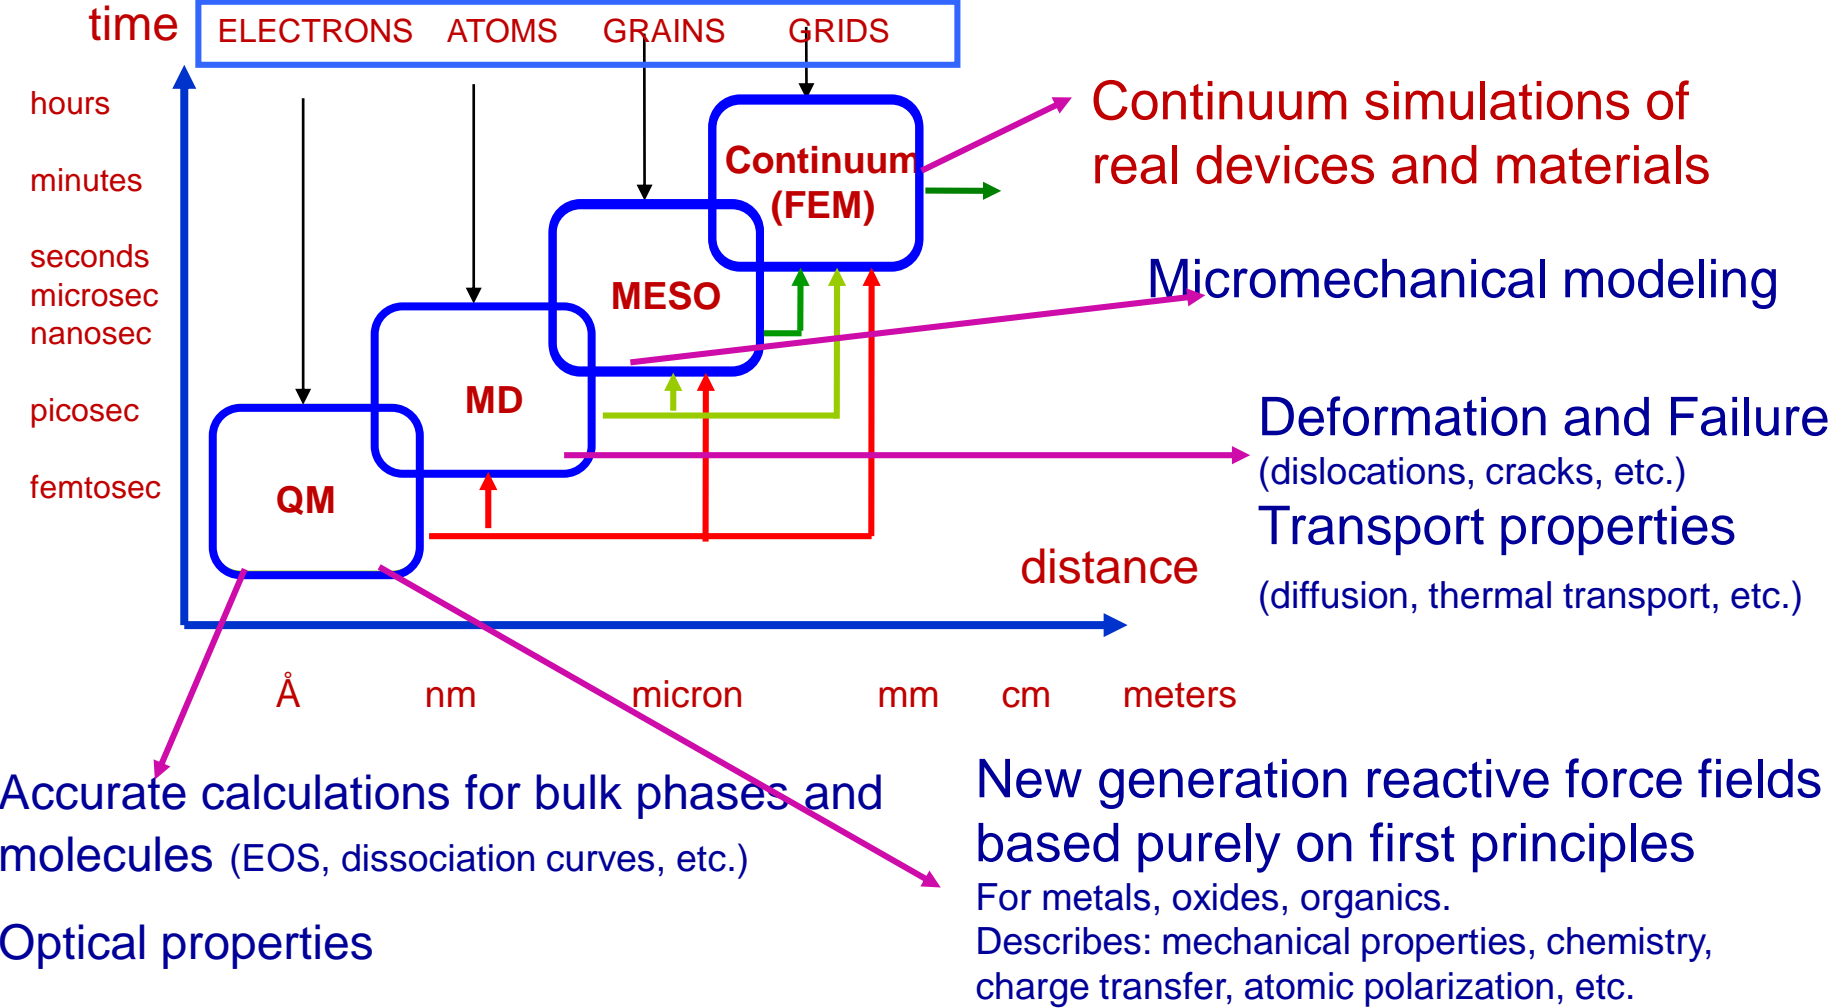 time
ELECTRONS ATOMS GRAINS GRIDS
hours
minutes
seconds
microsec
nanosec
picosec
femtosec
Continuum
(FEM)
MESO
MD
QM
Continuum simulations of
real devices and materials
Micromechanical modeling
Deformation and Failure
(dislocations, cracks, etc.)
Transport properties
(diffusion, thermal transport, etc.)
distance
Å nm micron mm cm meters
Accurate calculations for bulk phases and
molecules (EOS, dissociation curves, etc.)
Optical properties
New generation reactive force fields
based purely on first principles
For metals, oxides, organics.
Describes: mechanical properties, chemistry,
charge transfer, atomic polarization, etc.